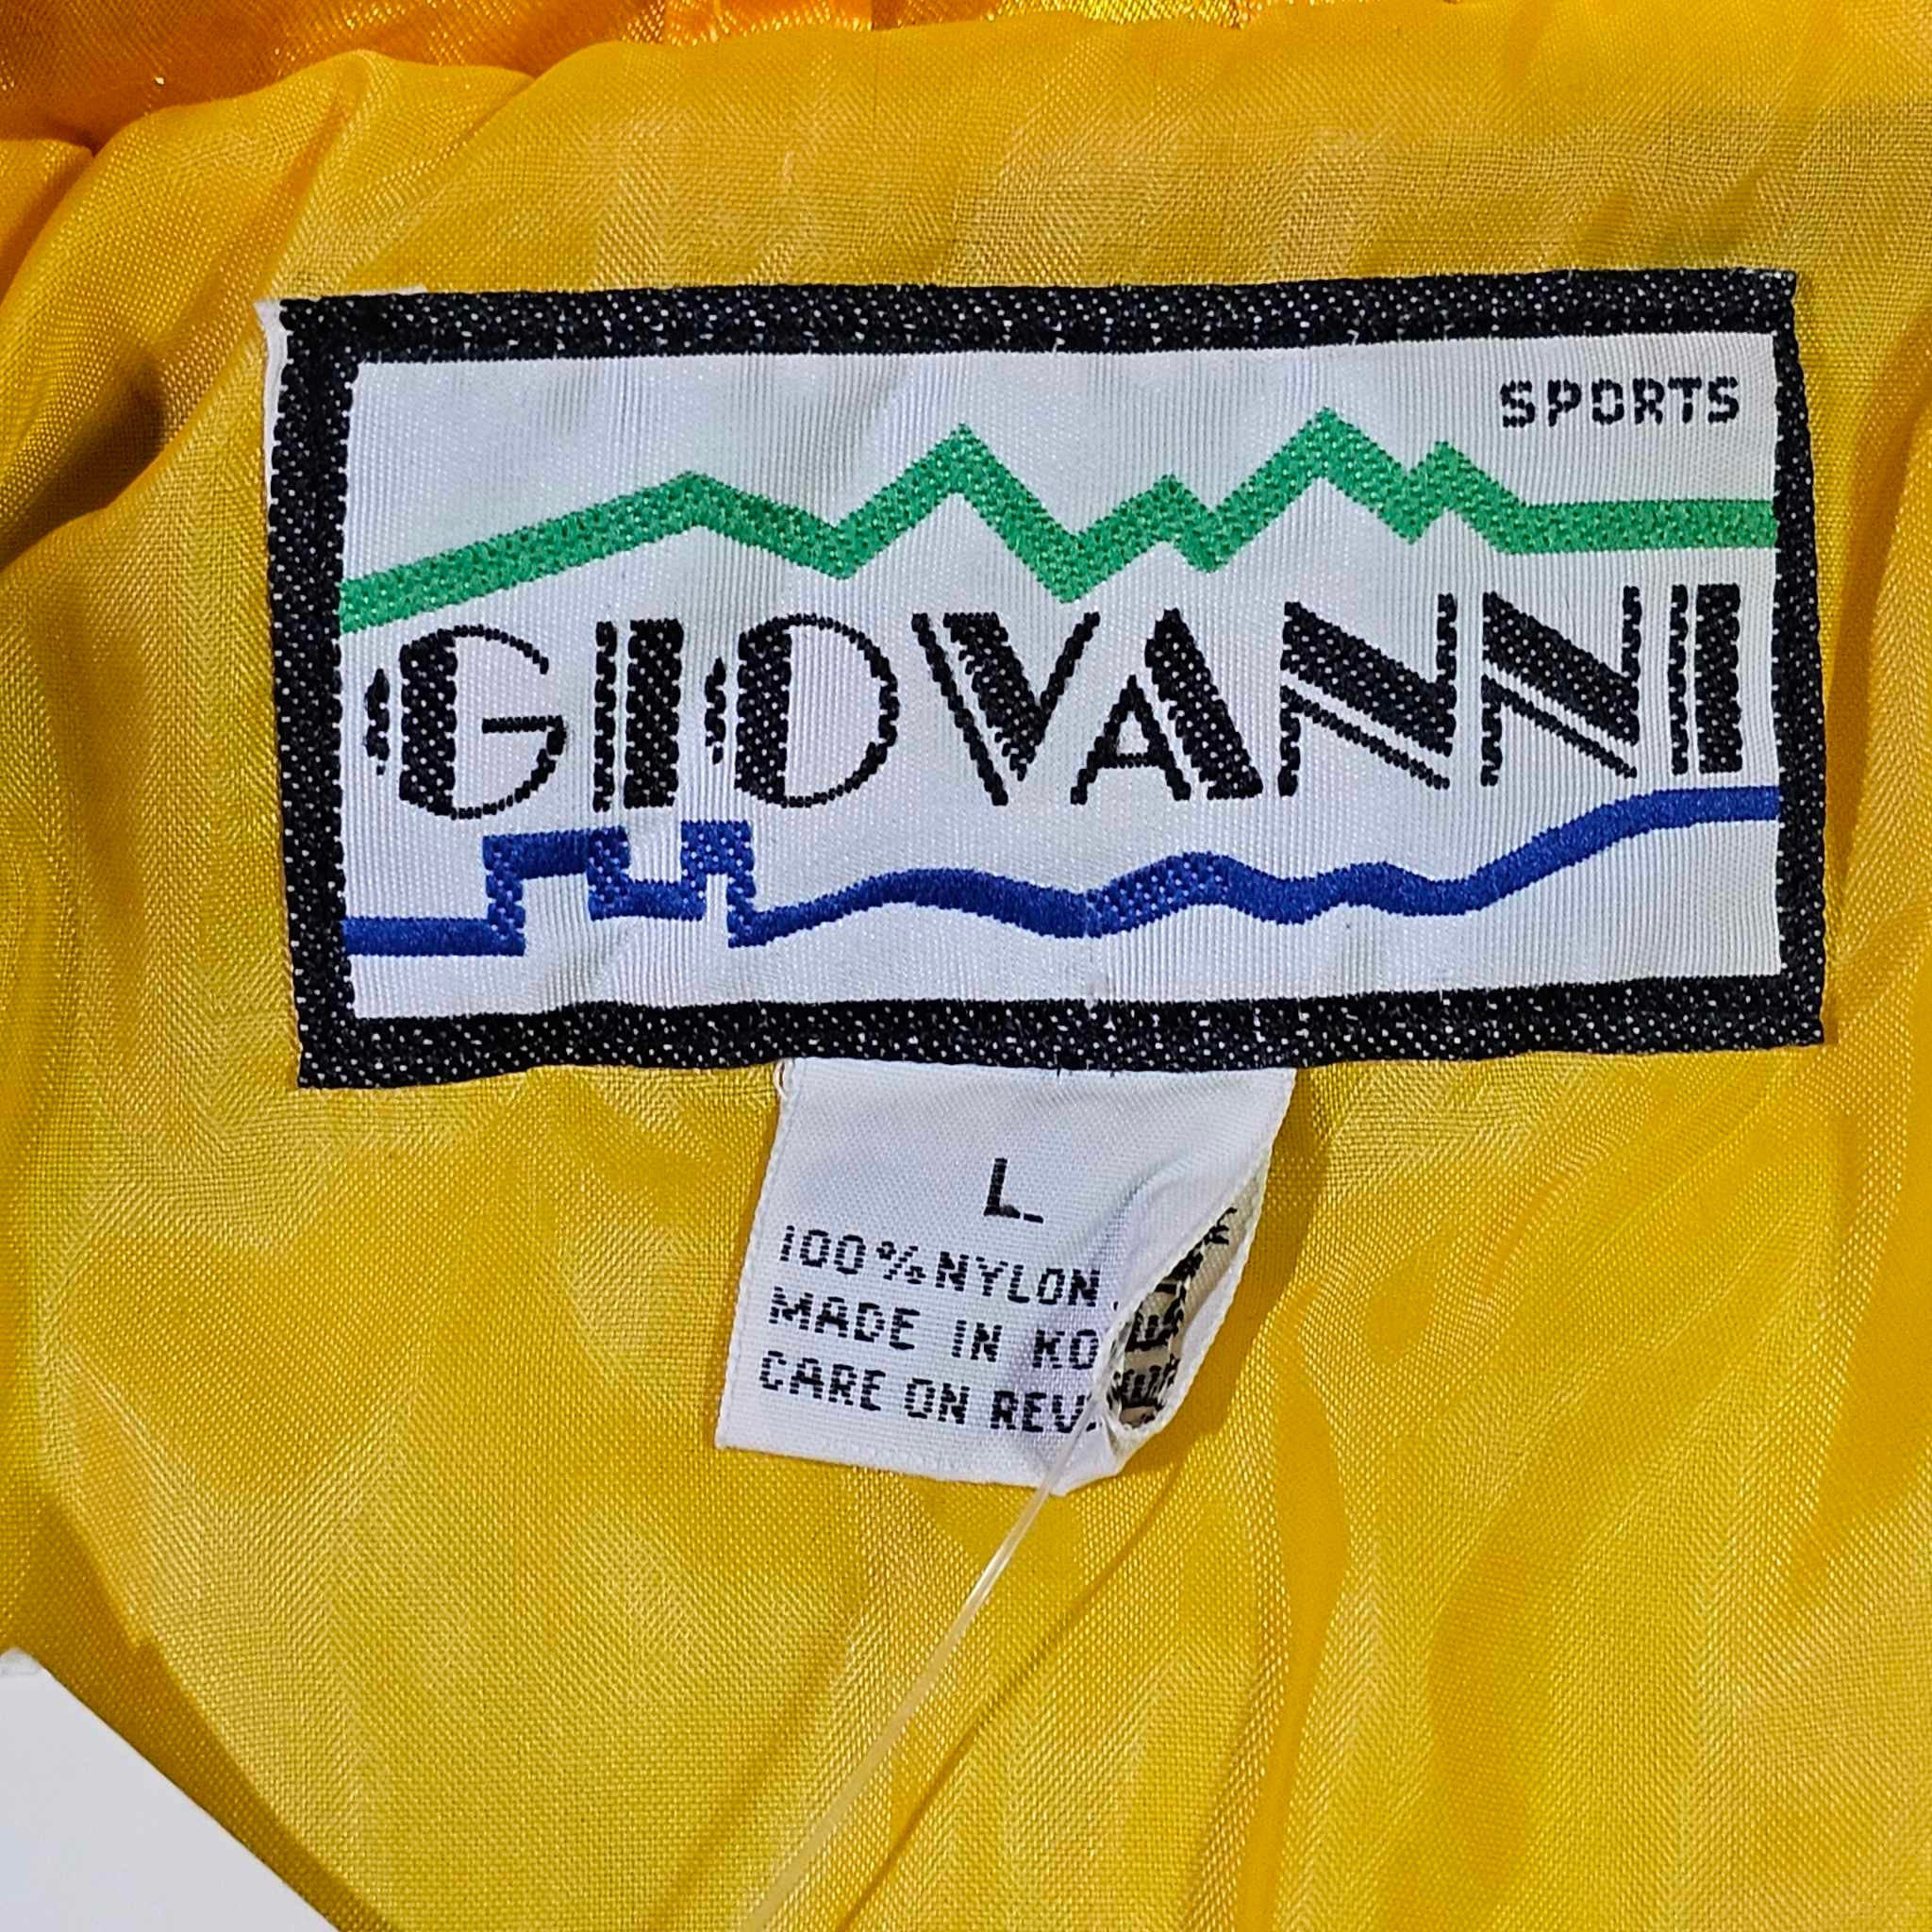 SPORTS
GIOVANNI
L
100% NYLON
MADE IN KO
CARE ON REV